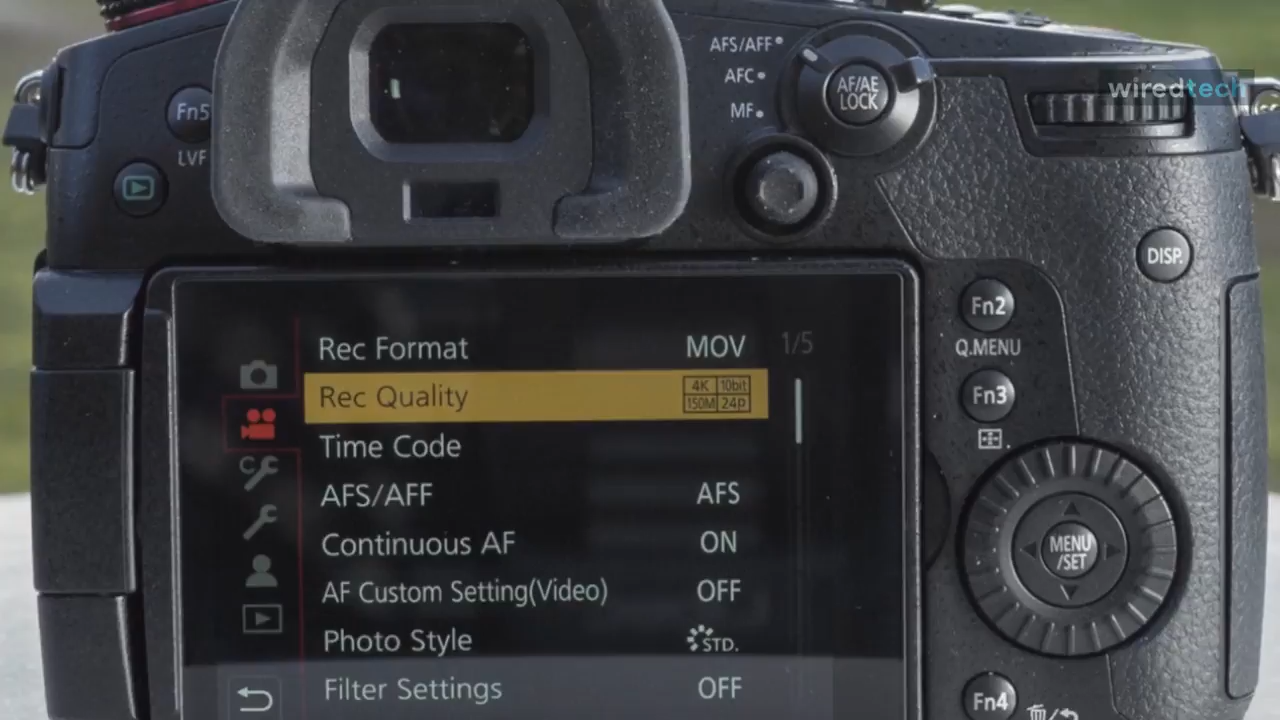 wiredtech
AFS/AFF
AFC
MF
AF/AE
LOCK
Fn5
LVF
DISP.
Fn2
Q.MENU
Fn3
Rec Format MOV 1/5
Rec Quality 4K 10bit
150M 24p
Time Code
AFS/AFF AFS
Continuous AF ON
AF Custom Setting(Video) OFF
Photo Style STD.
Filter Settings OFF
C
MENU
/SET
Fn4